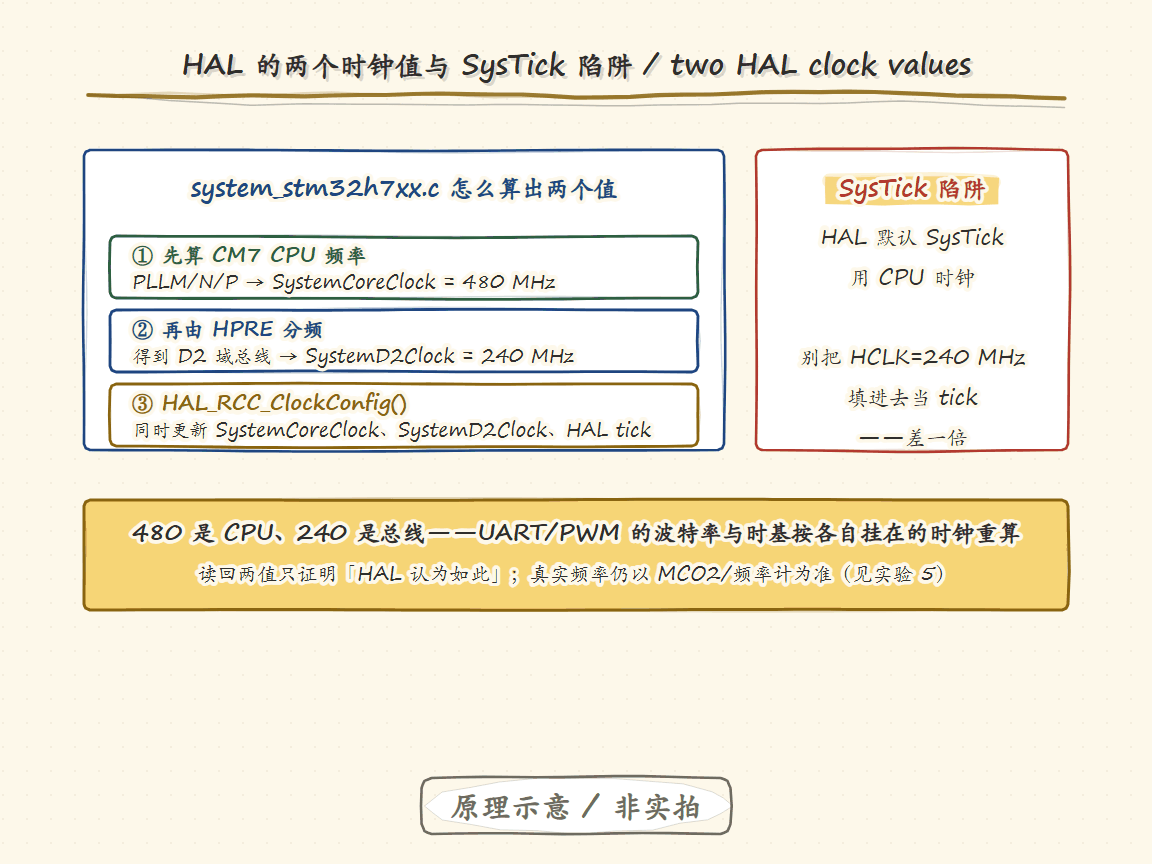 HAL 的两个时钟值与 SysTick 陷阱 / two HAL clock values
system_stm32h7xx.c 怎么算出两个值
① 先算 CM7 CPU 频率
PLLM/N/P → SystemCoreClock = 480 MHz
② 再由 HPRE 分频
得到 D2 域总线 → SystemD2Clock = 240 MHz
③ HAL_RCC_ClockConfig()
同时更新 SystemCoreClock、SystemD2Clock、HAL tick
SysTick 陷阱
HAL 默认 SysTick
用 CPU 时钟
别把 HCLK=240 MHz
填进去当 tick
——差一倍
480 是 CPU、240 是总线——UART/PWM 的波特率与时基按各自挂在的时钟重算
读回两值只证明「HAL 认为如此」；真实频率仍以 MCO2/频率计为准（见实验 5）
原理示意 / 非实拍